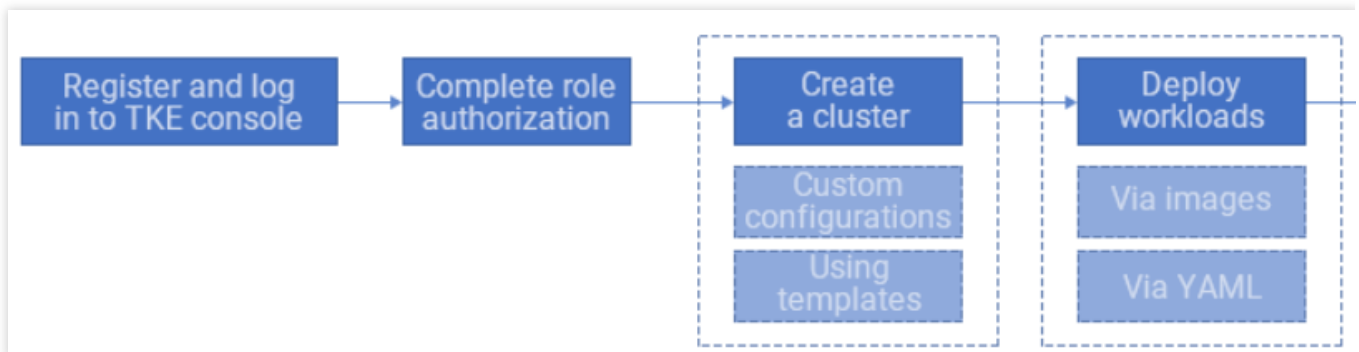 Register and log
in to TKE console
Complete role
authorization
Create
a cluster
Custom
configurations
Using
templates
Deploy
workloads
Via images
Via YAML